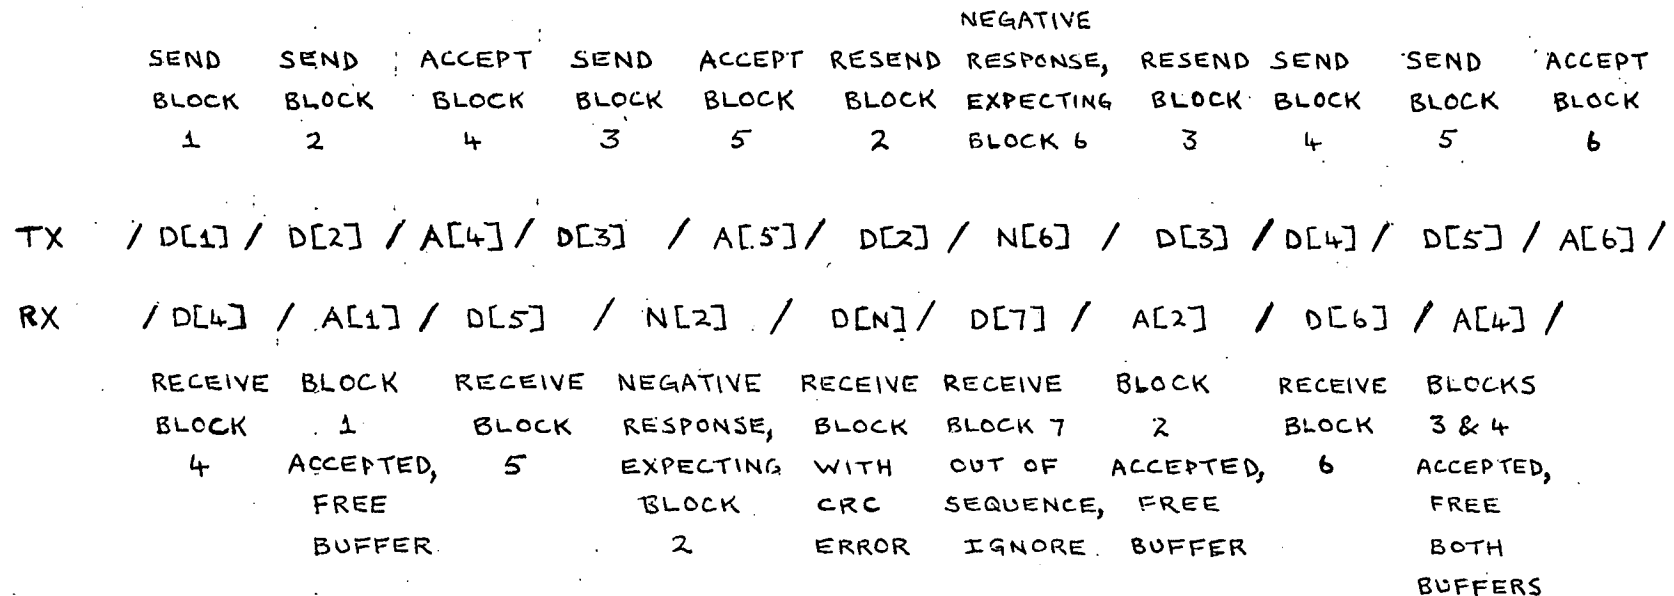 NEGATIVE
SEND SEND ACCEPT SEND ACCEPT RESEND RESPONSE, RESEND SEND SEND ACCEPT
BLOCK BLOCK BLOCK BLOCK BLOCK BLOCK EXPECTING BLOCK BLOCK BLOCK BLOCK
1 2 4 3 5 2 BLOCK 6 3 4 5 6
TX / D[1] / D[2] / A[4] / D[3] / A[5] / D[2] / N[6] / D[3] / D[4] / D[5] / A[6] /
RX / D[4] / A[1] / D[5] / N[2] / D[N] / D[7] / A[2] / D[6] / A[4] /
RECEIVE BLOCK RECEIVE NEGATIVE RECEIVE RECEIVE BLOCK RECEIVE BLOCKS
BLOCK 1 BLOCK RESPONSE, BLOCK BLOCK 7 2 BLOCK 3 & 4
4 ACCEPTED, 5 EXPECTING WITH OUT OF ACCEPTED, 6 ACCEPTED,
FREE BLOCK CRC SEQUENCE, FREE FREE
BUFFER 2 ERROR IGNORE. BUFFER BOTH
BUFFERS